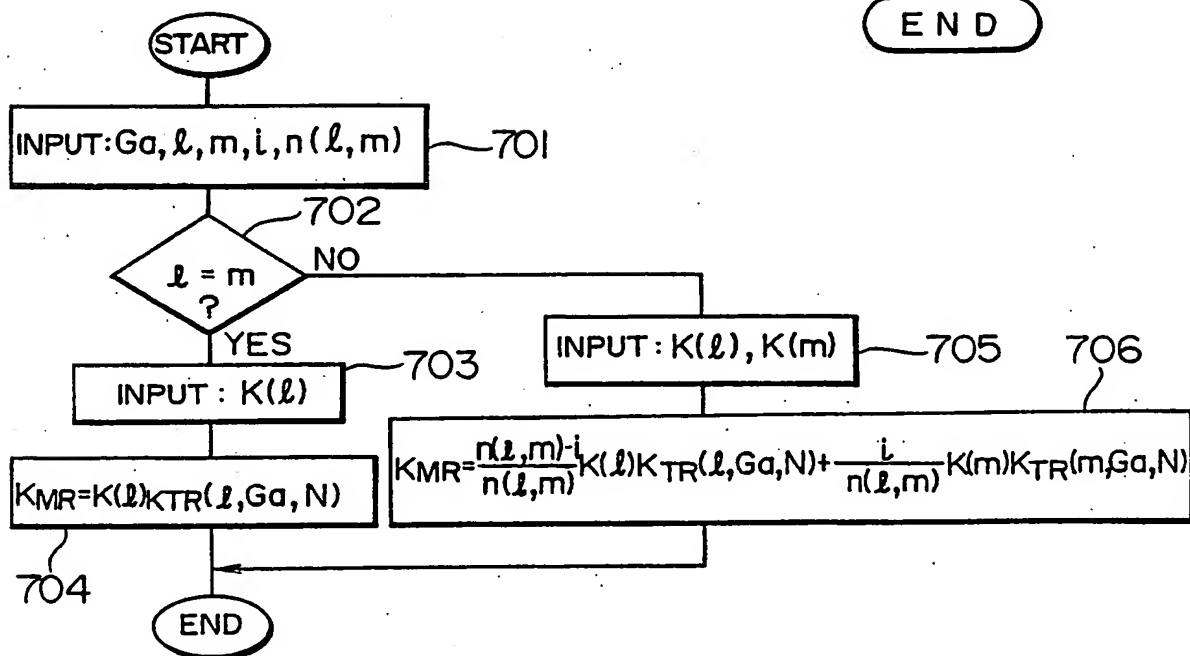 END
START
INPUT: Ga, ℓ, m, i, n(ℓ, m)
701
702
ℓ = m
?
NO
YES
INPUT : K(ℓ)
703
INPUT : K(ℓ), K(m)
705
706
KMR=K(ℓ)KTR(ℓ,Ga,N)
704
KMR=n(ℓ,m)-i/n(ℓ,m) K(ℓ)KTR(ℓ,Ga,N)+i/n(ℓ,m) K(m)KTR(m,Ga,N)
END